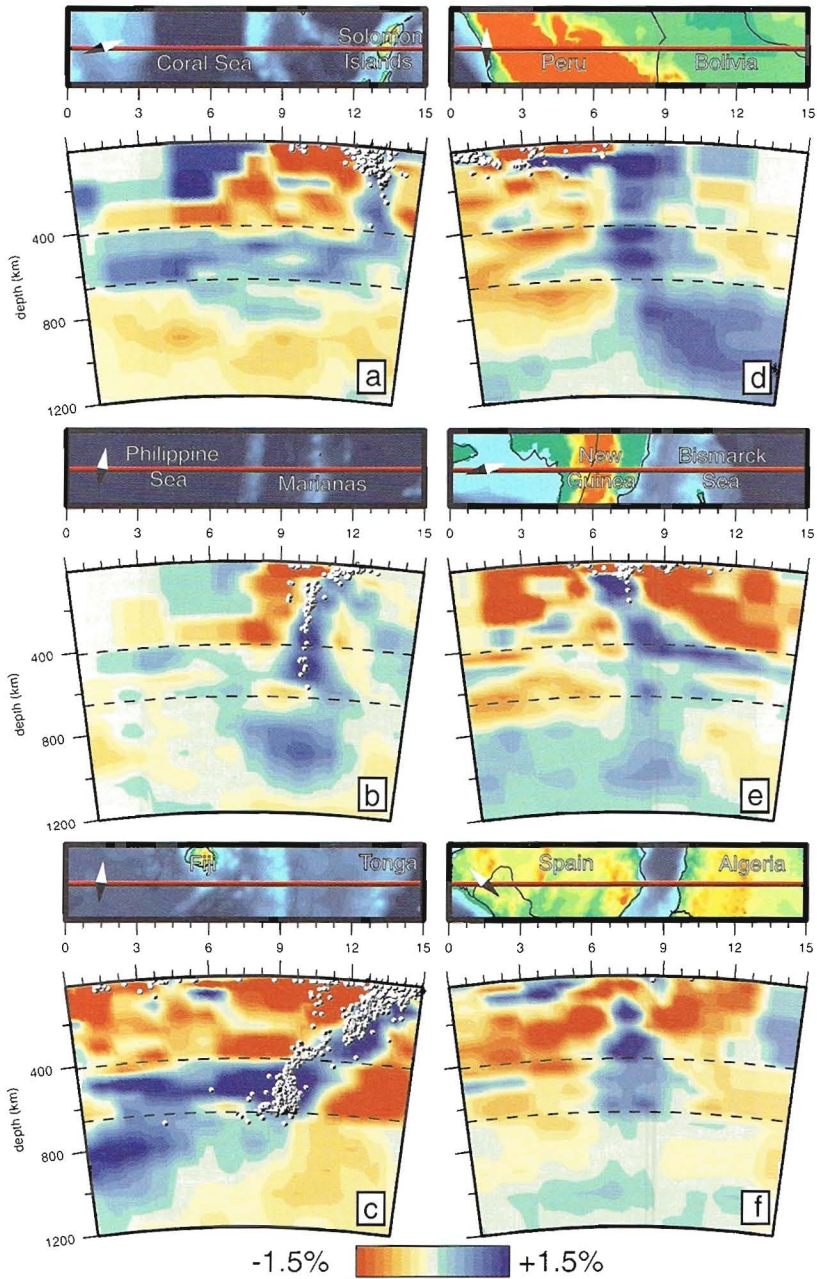 Coral Sea
Solomon
Islands
0 3 6 9 12 15
depth (km)
400
800
1200
a
Peru
Bolivia
0 3 6 9 12 15
d
Philippine
Sea
Marianas
0 3 6 9 12 15
depth (km)
400
800
1200
b
New
Guinea
Bismarck
Sea
0 3 6 9 12 15
e
Fiji
Tonga
0 3 6 9 12 15
depth (km)
400
800
1200
c
Spain
Algeria
0 3 6 9 12 15
f
-1.5% +1.5%